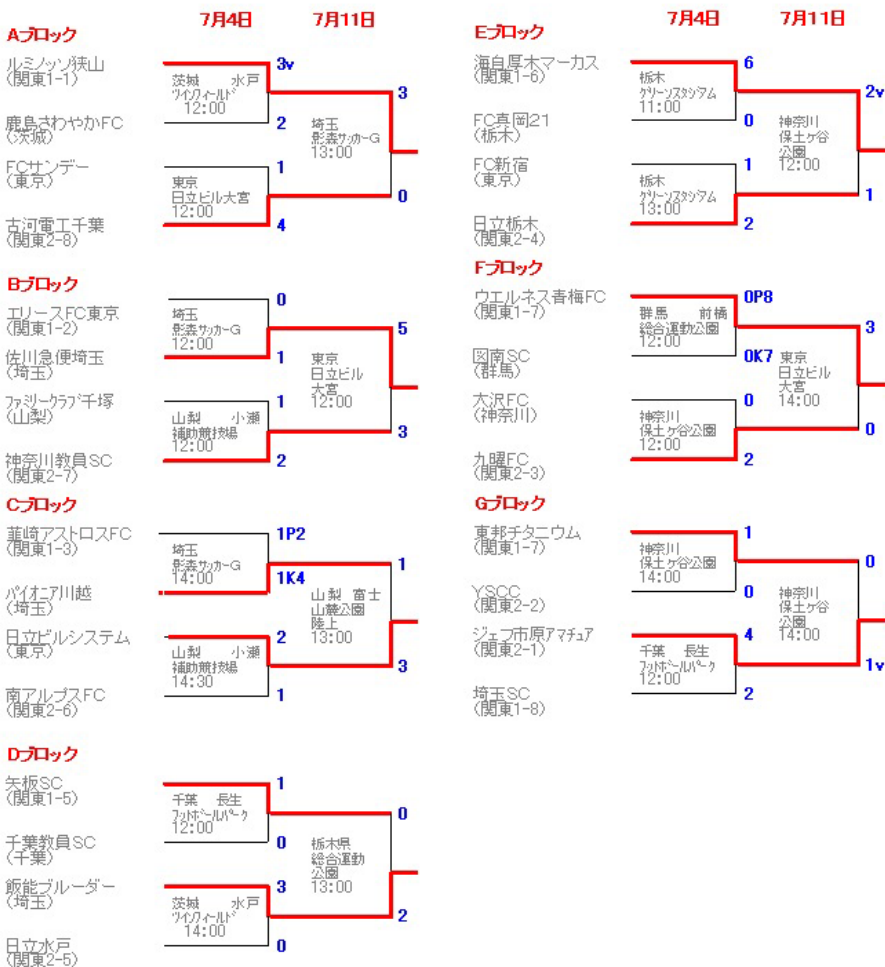 7月4日 7月11日
Aブロック
ルミノッソ狭山
(関東1-1)
3v
茨城 水戸
ツインフィールド
12:00
3
鹿島さわやかFC
(茨城)
2
埼玉
影森サッカーG
13:00
FCサンデー
(東京)
1
東京
日立ビル大宮
12:00
0
古河電工千葉
(関東2-8)
4
Bブロック
エリースFC東京
(関東1-2)
0
埼玉
影森サッカーG
12:00
5
佐川急便埼玉
(埼玉)
1
東京
日立ビル
大宮
12:00
ファミリークラブ千塚
(山梨)
1
山梨 小瀬
補助競技場
12:00
3
神奈川教員SC
(関東2-7)
2
Cブロック
韮崎アストロスFC
(関東1-3)
1P2
埼玉
影森サッカーG
14:00
1
パイオニア川越
(埼玉)
1K4
山梨 富士
山麓公園
陸上
13:00
日立ビルシステム
(東京)
2
山梨 小瀬
補助競技場
14:30
3
南アルプスFC
(関東2-6)
1
Dブロック
矢板SC
(関東1-5)
1
千葉 長生
フットボールパーク
12:00
0
千葉教員SC
(千葉)
0
栃木県
総合運動
公園
13:00
飯能ブルーダー
(埼玉)
3
茨城 水戸
ツインフィールド
14:00
2
日立水戸
(関東2-5)
0
7月4日 7月11日
Eブロック
海自厚木マーカス
(関東1-6)
6
栃木
グリーンスタジアム
11:00
2v
FC真岡21
(栃木)
0
神奈川
保土ヶ谷
公園
12:00
FC新宿
(東京)
1
栃木
グリーンスタジアム
13:00
1
日立栃木
(関東2-4)
2
Fブロック
ウエルネス青梅FC
(関東1-7)
0P8
群馬 前橋
総合運動公園
12:00
3
図南SC
(群馬)
0K7
東京
日立ビル
大宮
14:00
大沢FC
(神奈川)
0
神奈川
保土ヶ谷公園
12:00
0
九曜FC
(関東2-3)
2
Gブロック
東邦チタニウム
(関東1-7)
1
神奈川
保土ヶ谷公園
14:00
0
YSCC
(関東2-2)
0
神奈川
保土ヶ谷
公園
14:00
ジェフ市原アマチュア
(関東2-1)
4
千葉 長生
フットボールパーク
12:00
1v
埼玉SC
(関東1-8)
2